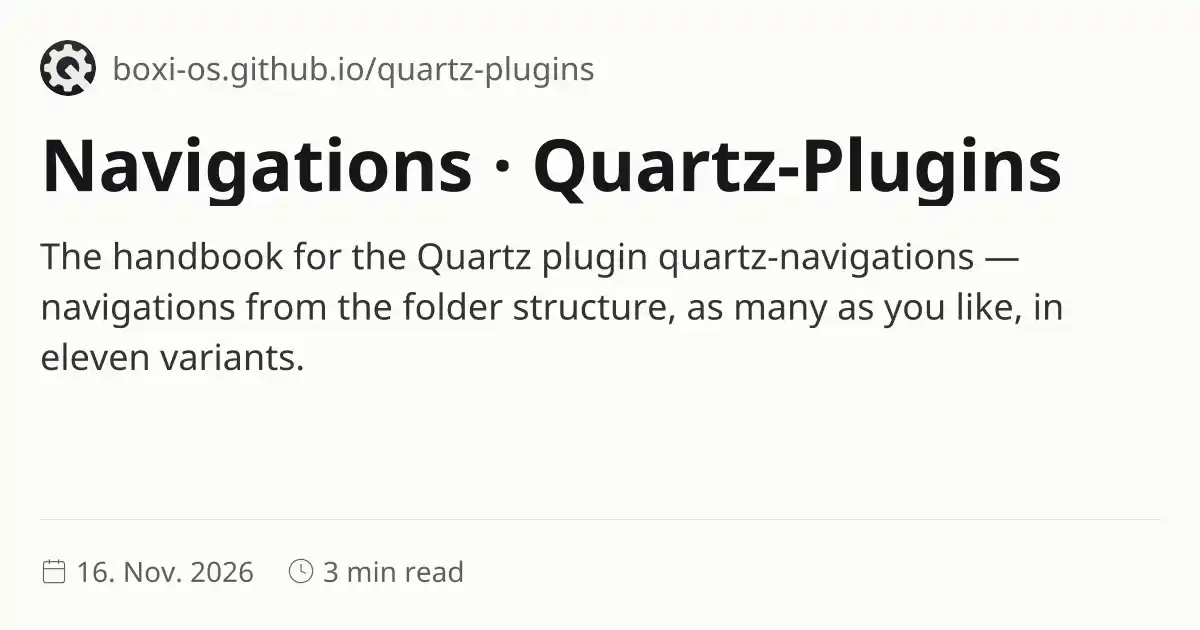 boxi-os.github.io/quartz-plugins
Navigations · Quartz-Plugins
The handbook for the Quartz plugin quartz-navigations —
navigations from the folder structure, as many as you like, in
eleven variants.
16. Nov. 2026 3 min read